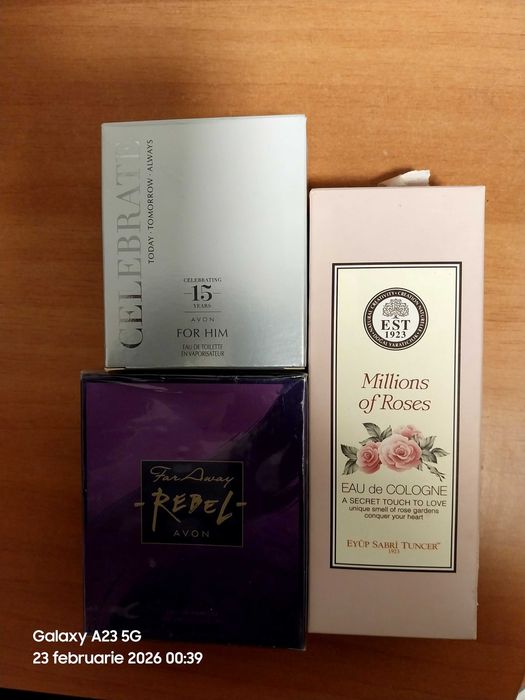 CELEBRATE
TODAY · TOMORROW · ALWAYS
CELEBRATING
15
YEARS
AVON
FOR HIM
EAU DE TOILETTE
EN VAPORISATEUR
Far Away
-REBEL-
AVON
EST
1923
Millions
of Roses
EAU de COLOGNE
A SECRET TOUCH TO LOVE
unique smell of rose gardens
conquer your heart
EYÜP SABRİ TUNCER
1923
Galaxy A23 5G
23 februarie 2026 00:39